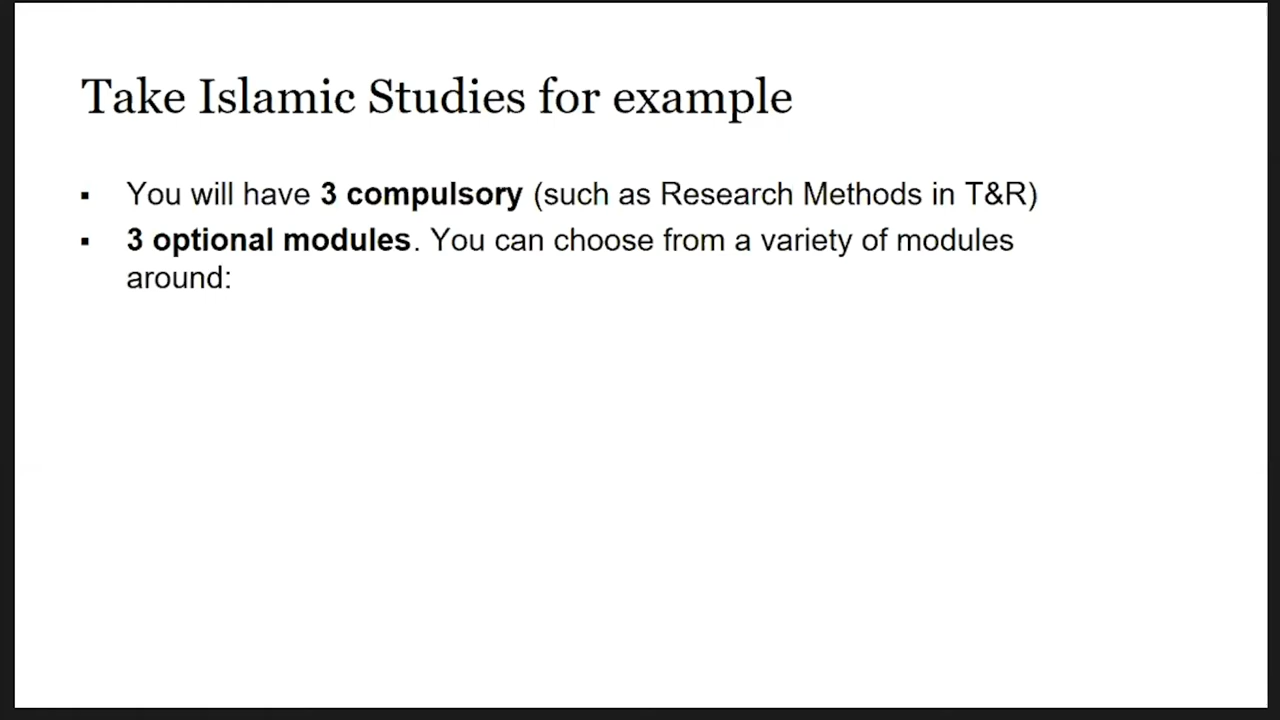 Take Islamic Studies for example
▪ You will have 3 compulsory (such as Research Methods in T&R)
▪ 3 optional modules. You can choose from a variety of modules
around: